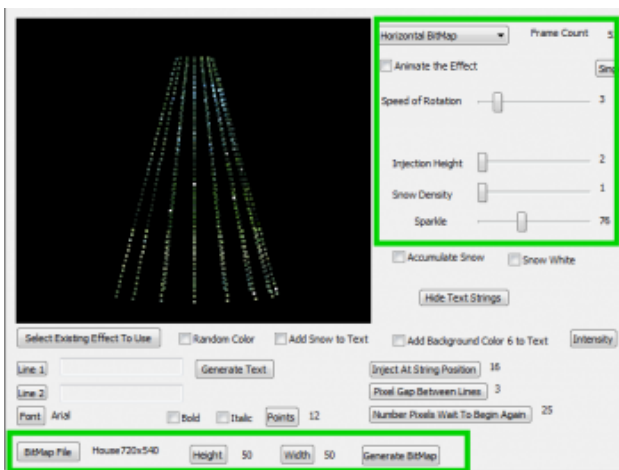 Horizontal BitMap Frame Count
Animate the Effect
Speed of Rotation 3
Injection Height 2
Snow Density 1
Sparkle 76
Accumulate Snow Snow White
Hide Text Strings
Select Existing Effect To Use Random Color Add Snow to Text Add Background Color 6 to Text Intensity
Line 1 Generate Text Inject At String Position 16
Line 2 Pixel Gap Between Lines 3
Font Arial Bold Italic Points 12 Number Pixels Wait To Begin Again 25
BitMap File House720x540 Height 50 Width 50 Generate BitMap